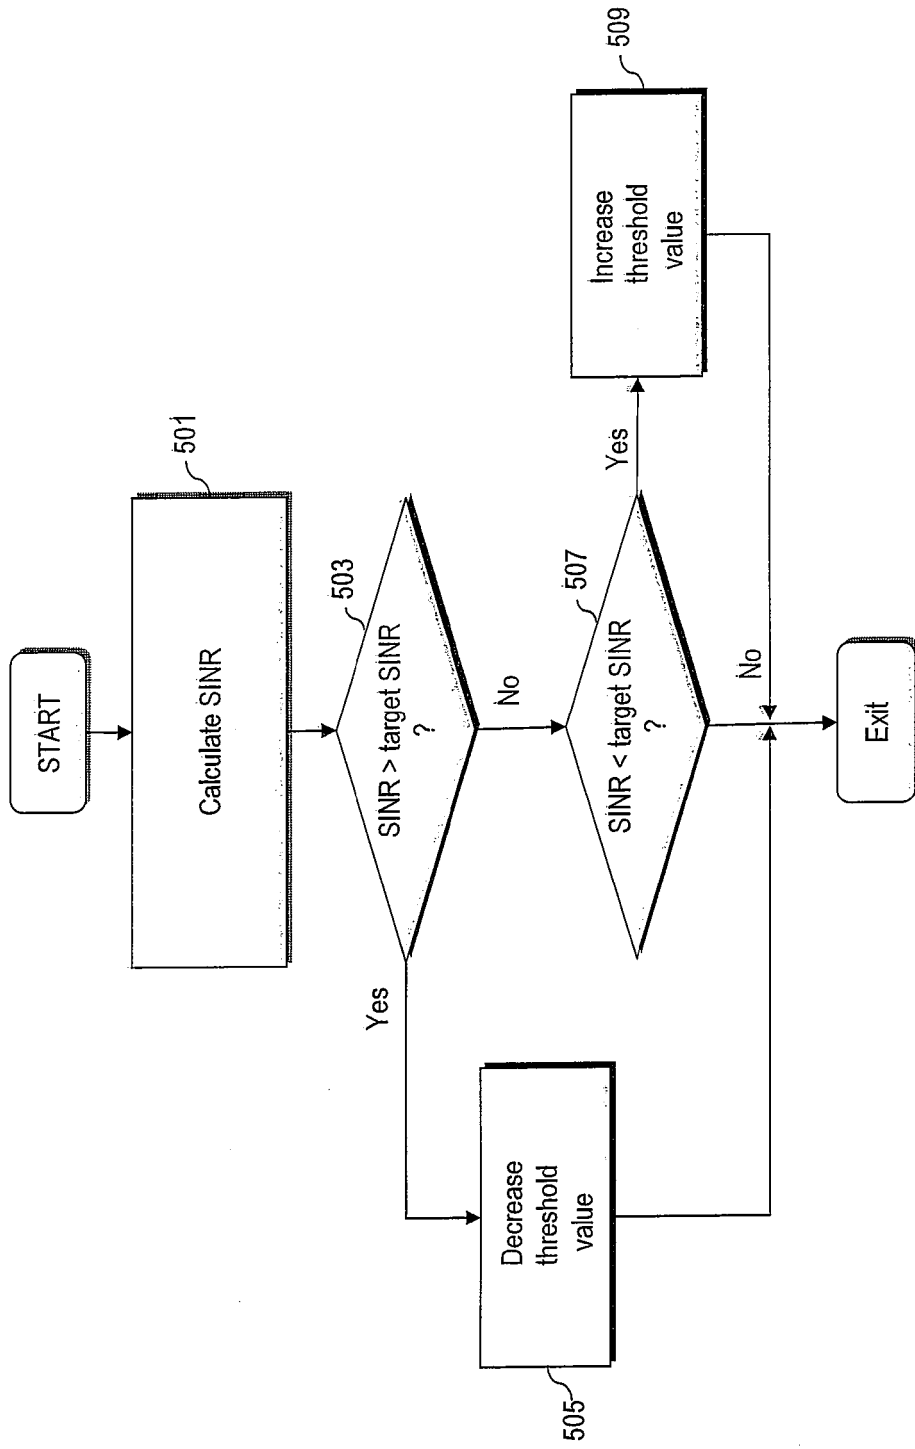 START
501
Calculate SINR
503
SINR > target SINR
?
Yes
No
505
Decrease
threshold
value
507
SINR < target SINR
?
Yes
509
Increase
threshold
value
No
Exit